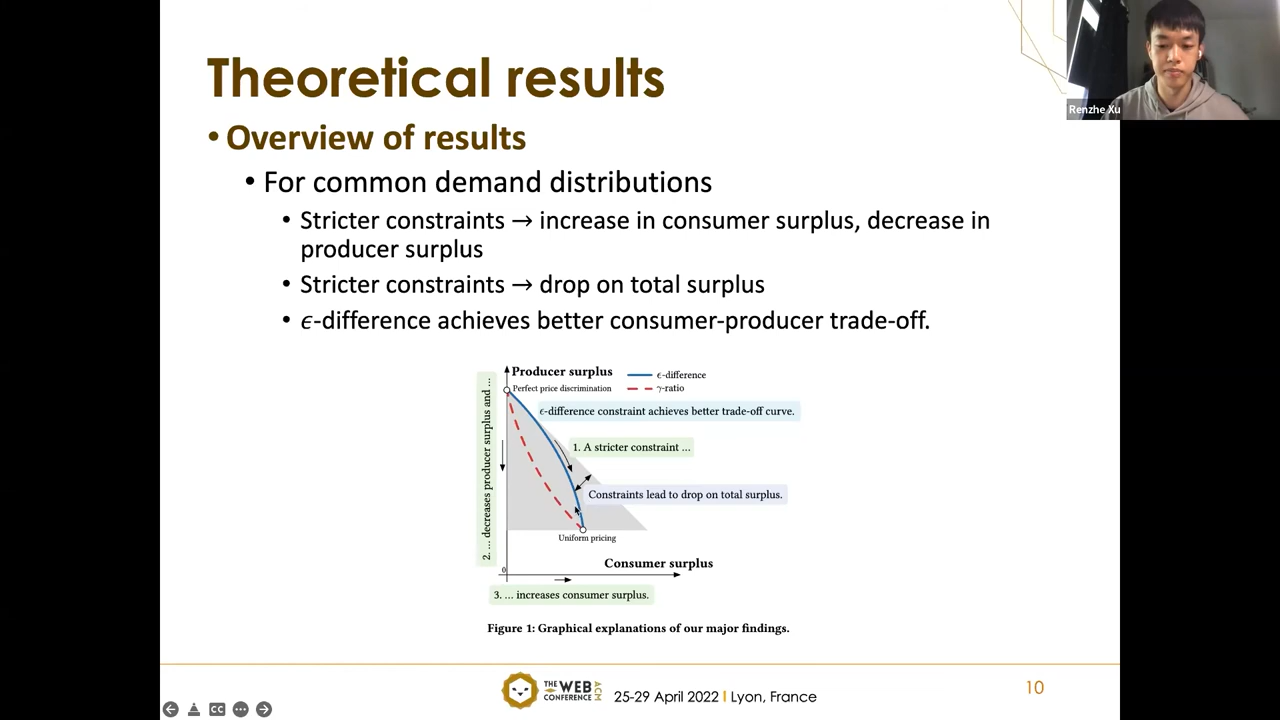 Theoretical results
Renzhe Xu
• Overview of results
• For common demand distributions
• Stricter constraints → increase in consumer surplus, decrease in
producer surplus
• Stricter constraints → drop on total surplus
• ϵ-difference achieves better consumer-producer trade-off.
Producer surplus
ϵ-difference
Perfect price discrimination
γ-ratio
ϵ-difference constraint achieves better trade-off curve.
1. A stricter constraint ...
2. ... decreases producer surplus and ...
Constraints lead to drop on total surplus.
Uniform pricing
Consumer surplus
0
3. ... increases consumer surplus.
Figure 1: Graphical explanations of our major findings.
THE WEB CONFERENCE ACM
25-29 April 2022 I Lyon, France
10
CC